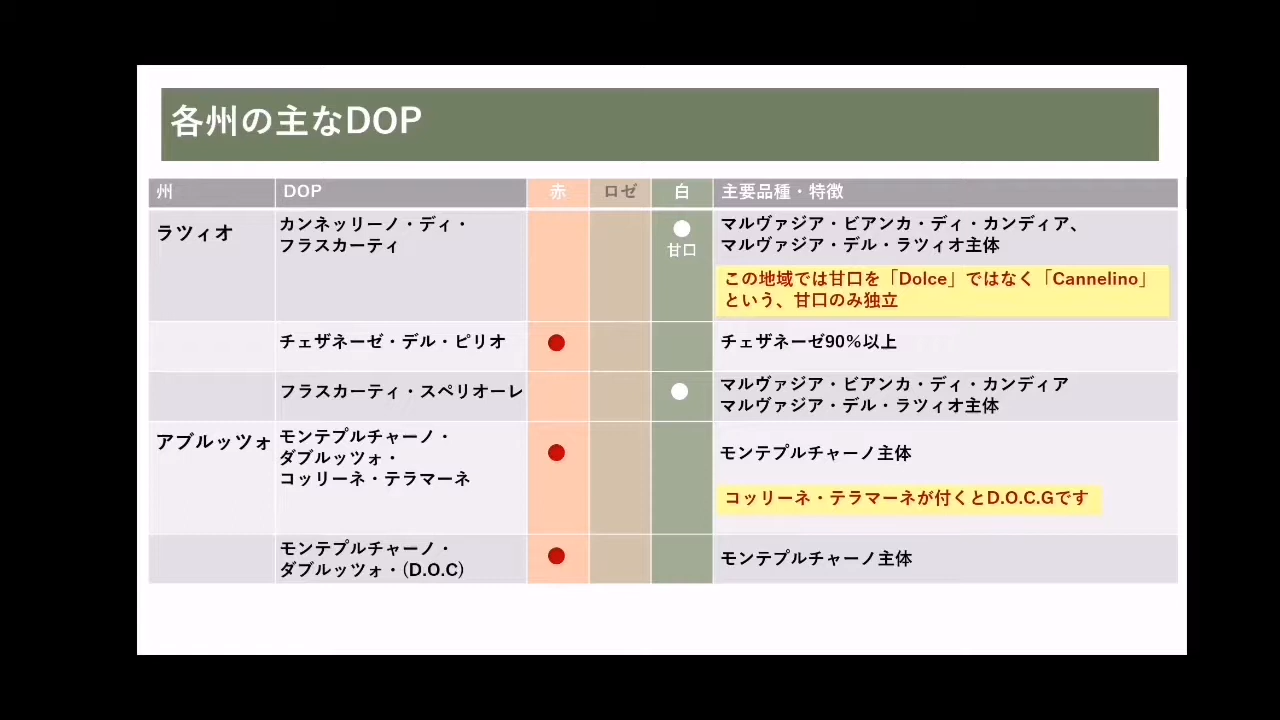 各州の主なDOP
州 DOP 赤 ロゼ 白 主要品種・特徴
ラツィオ
カンネッリーノ・ディ・
フラスカーティ
甘口
マルヴァジア・ビアンカ・ディ・カンディア、
マルヴァジア・デル・ラツィオ主体
この地域では甘口を「Dolce」ではなく「Cannelino」
という、甘口のみ独立
チェザネーゼ・デル・ピリオ
チェザネーゼ90%以上
フラスカーティ・スペリオーレ
マルヴァジア・ビアンカ・ディ・カンディア
マルヴァジア・デル・ラツィオ主体
アブルッツォ
モンテプルチャーノ・
ダブルッツォ・
コッリーネ・テラマーネ
モンテプルチャーノ主体
コッリーネ・テラマーネが付くとD.O.C.Gです
モンテプルチャーノ・
ダブルッツォ・(D.O.C)
モンテプルチャーノ主体